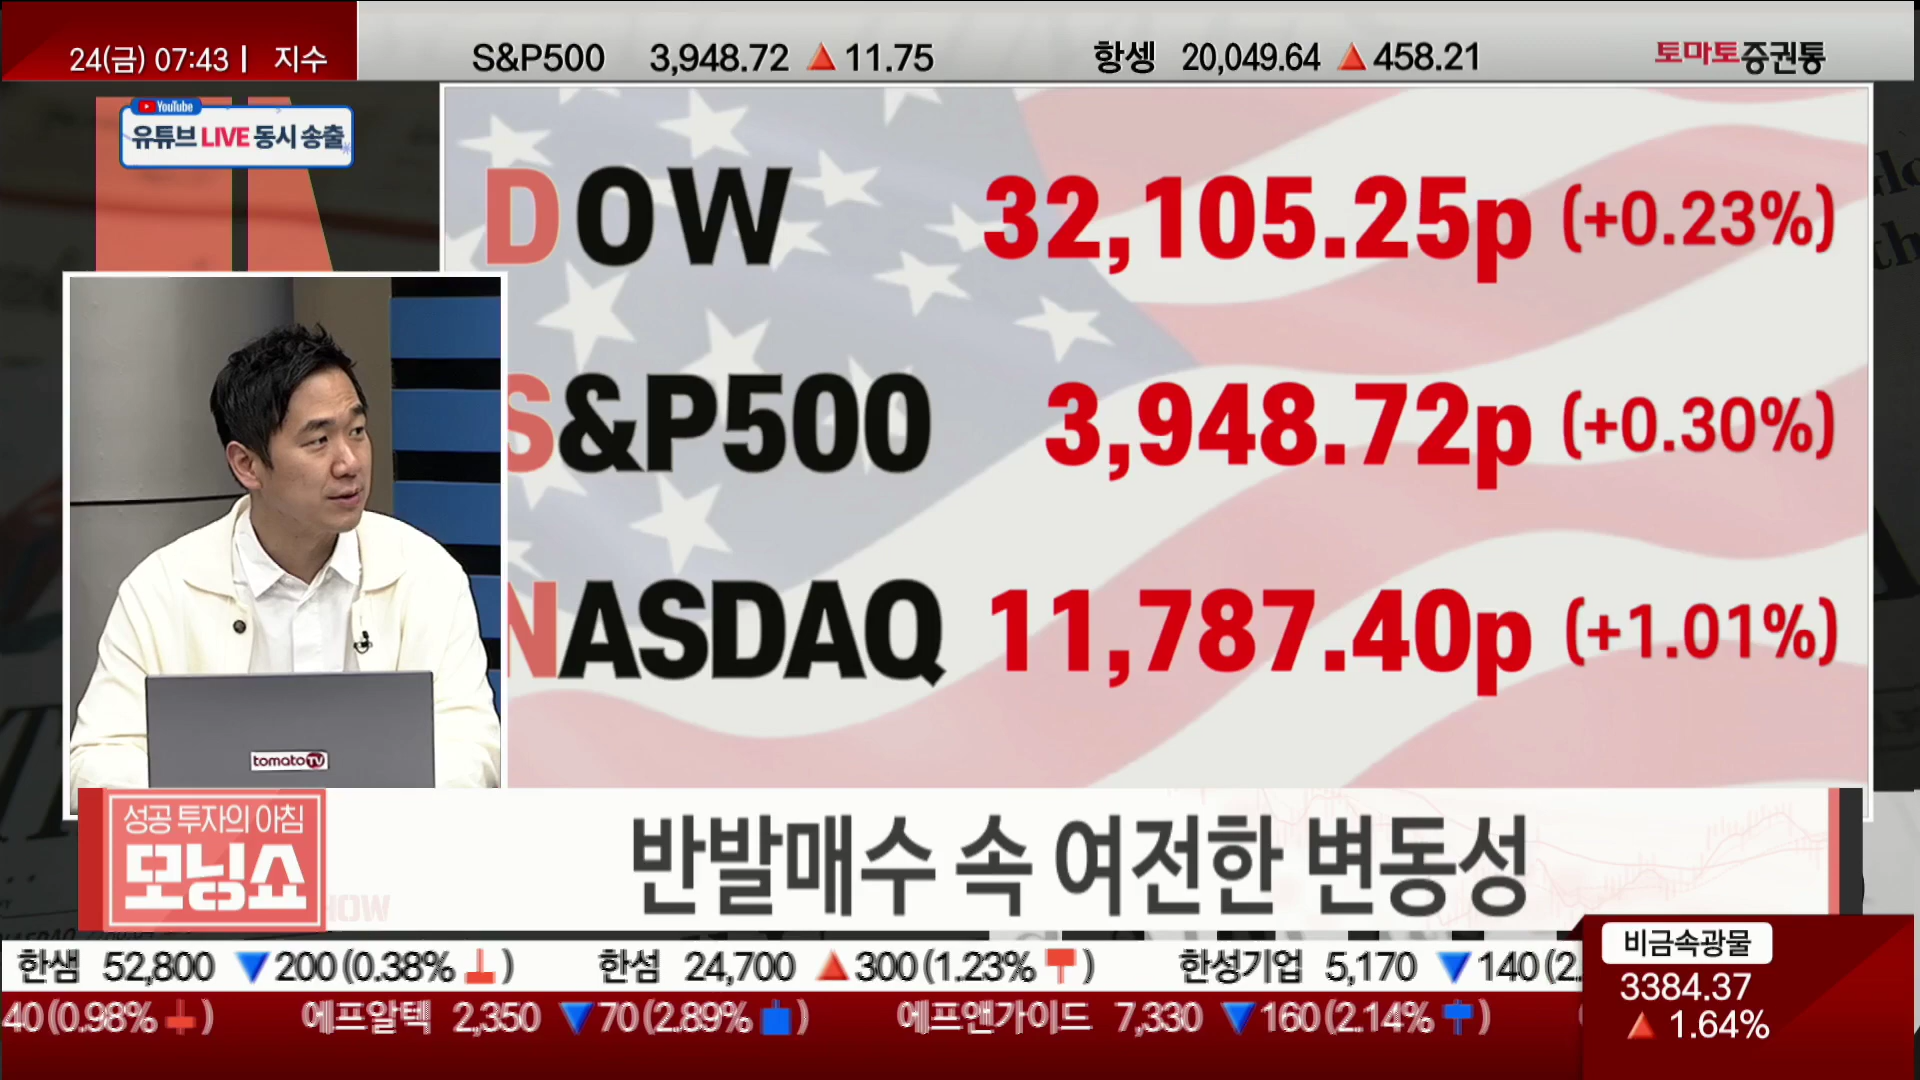 24(금) 07:43 | 지수
S&P500 3,948.72 ▲ 11.75
항셍 20,049.64 ▲ 458.21
토마토증권통
YouTube
유튜브 LIVE 동시 송출
DOW 32,105.25p (+0.23%)
S&P500 3,948.72p (+0.30%)
NASDAQ 11,787.40p (+1.01%)
tomatoTV
성공 투자의 아침
모닝쇼
반발매수 속 여전한 변동성
한샘 52,800 ▼ 200 (0.38% ) 한섬 24,700 ▲ 300 (1.23% ) 한성기업 5,170 ▼ 140 (2.
40 (0.98% ) 에프알텍 2,350 ▼ 70 (2.89% ) 에프앤가이드 7,330 ▼ 160 (2.14% )
비금속광물
3384.37
▲ 1.64%